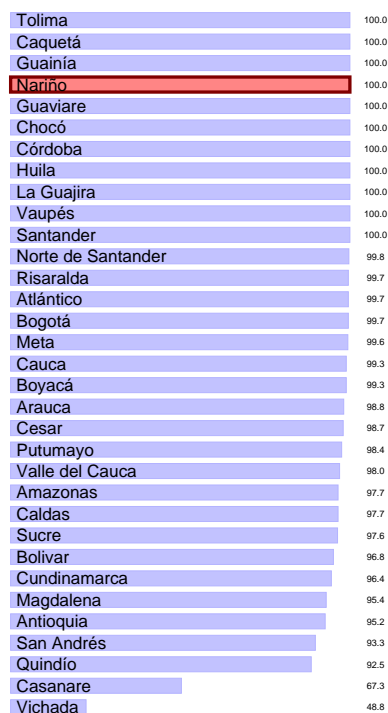 Tolima 100.0
Caquetá 100.0
Guainía 100.0
Nariño 100.0
Guaviare 100.0
Chocó 100.0
Córdoba 100.0
Huila 100.0
La Guajira 100.0
Vaupés 100.0
Santander 100.0
Norte de Santander 99.8
Risaralda 99.7
Atlántico 99.7
Bogotá 99.7
Meta 99.6
Cauca 99.3
Boyacá 99.3
Arauca 98.8
Cesar 98.7
Putumayo 98.4
Valle del Cauca 98.0
Amazonas 97.7
Caldas 97.7
Sucre 97.6
Bolivar 96.8
Cundinamarca 96.4
Magdalena 95.4
Antioquia 95.2
San Andrés 93.3
Quindío 92.5
Casanare 67.3
Vichada 48.8